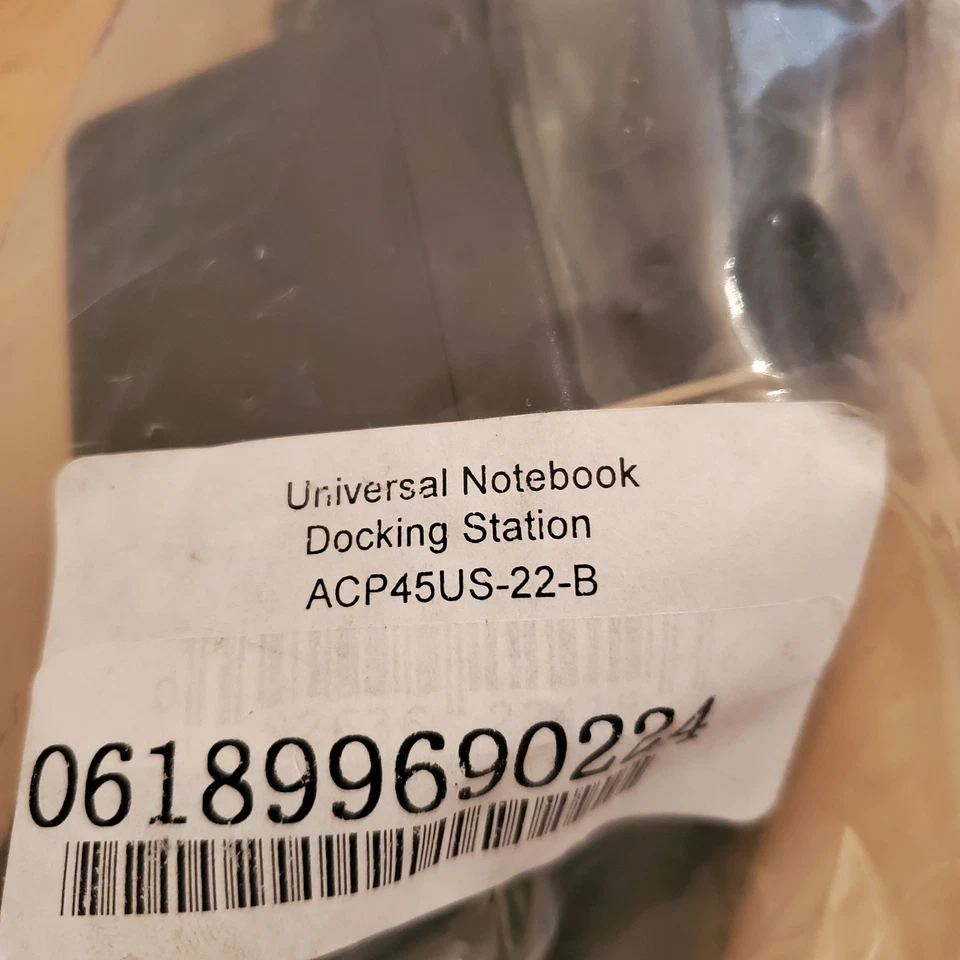 Universal Notebook
Docking Station
ACP45US-22-B
061899690224